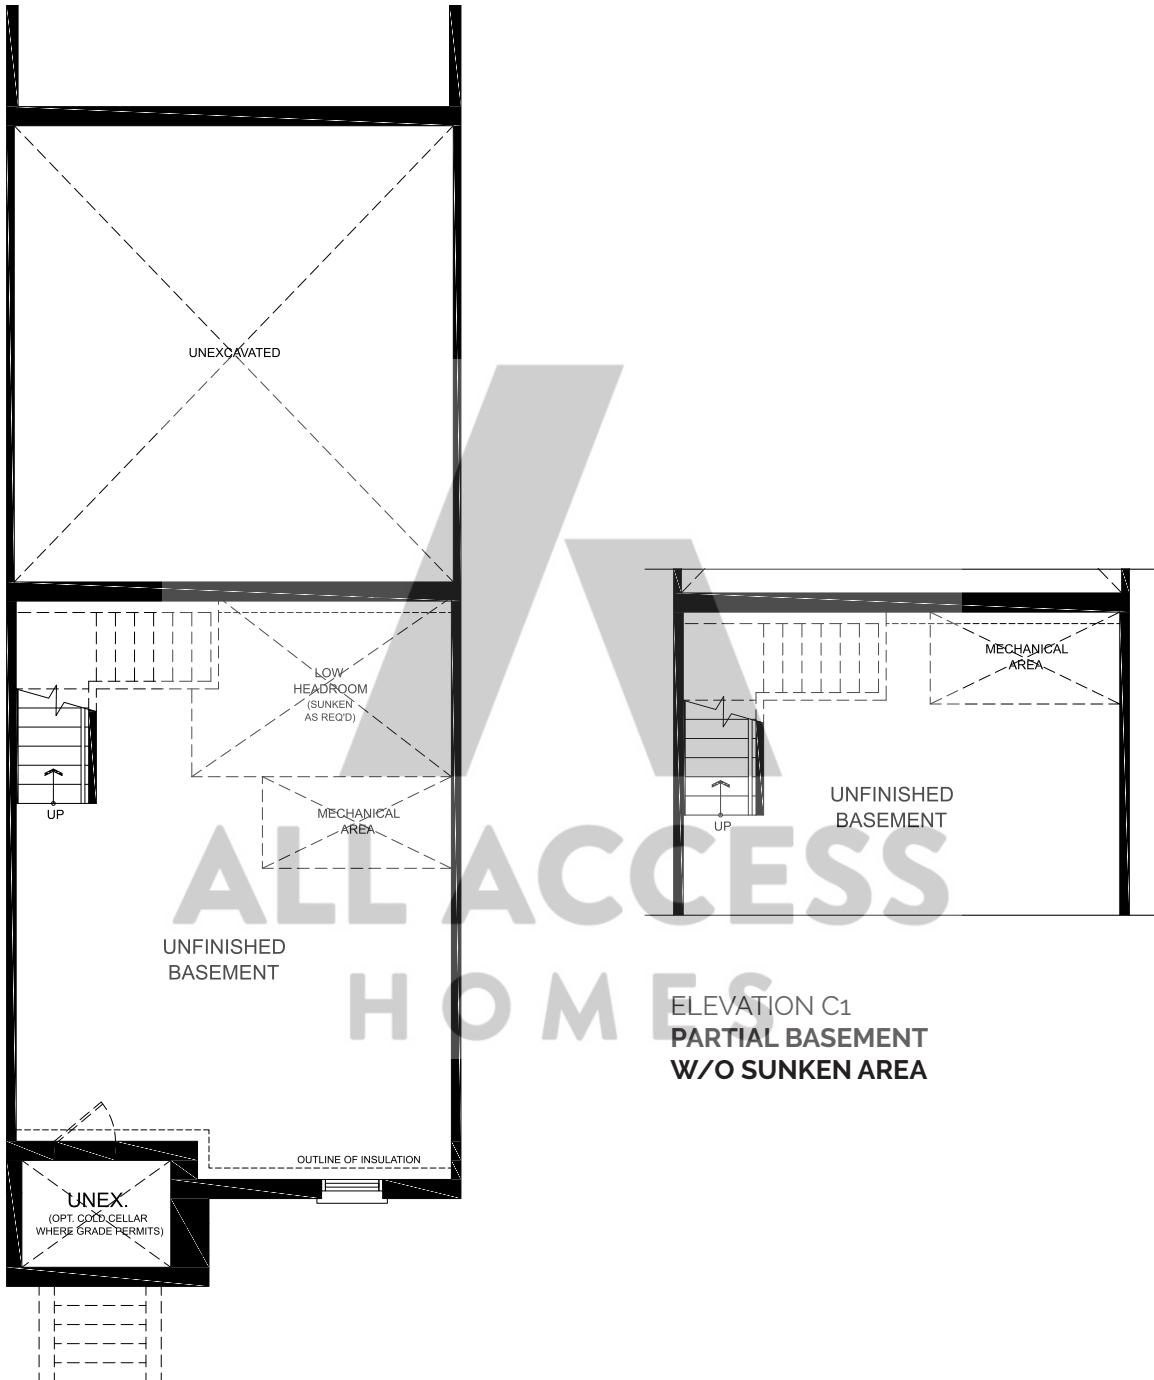 UNEXCAVATED
LOW
HEADROOM
(SUNKEN
AS REQ'D)
MECHANICAL
AREA
UP
UNFINISHED
BASEMENT
OUTLINE OF INSULATION
UNEX.
(OPT. COLD CELLAR
WHERE GRADE PERMITS)
MECHANICAL
AREA
UNFINISHED
BASEMENT
UP
ELEVATION C1
PARTIAL BASEMENT
W/O SUNKEN AREA
ALL ACCESS
HOMES